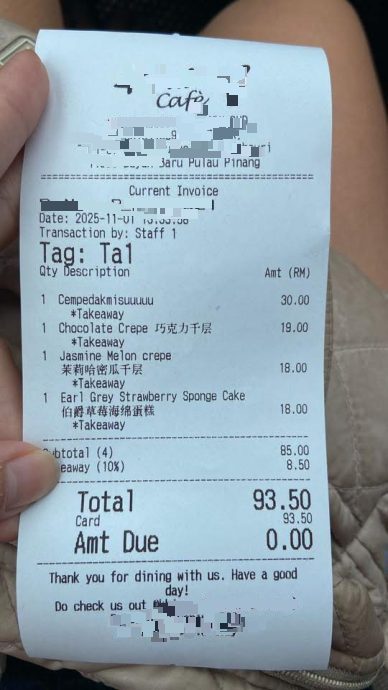 Café
Baru Pulau Pinang
Current Invoice
Date: 2025-11-01
Transaction by: Staff 1
Tag: Ta1
Qty Description Amt (RM)
1 Cempedakmisuuuuu 30.00
*Takeaway
1 Chocolate Crepe 巧克力千层 19.00
*Takeaway
1 Jasmine Melon crepe
茉莉哈密瓜千层 18.00
*Takeaway
1 Earl Grey Strawberry Sponge Cake
伯爵草莓海绵蛋糕 18.00
*Takeaway
btotal (4) 85.00
eaway (10%) 8.50
Total 93.50
Card 93.50
Amt Due 0.00
Thank you for dining with us. Have a good
day!
Do check us out